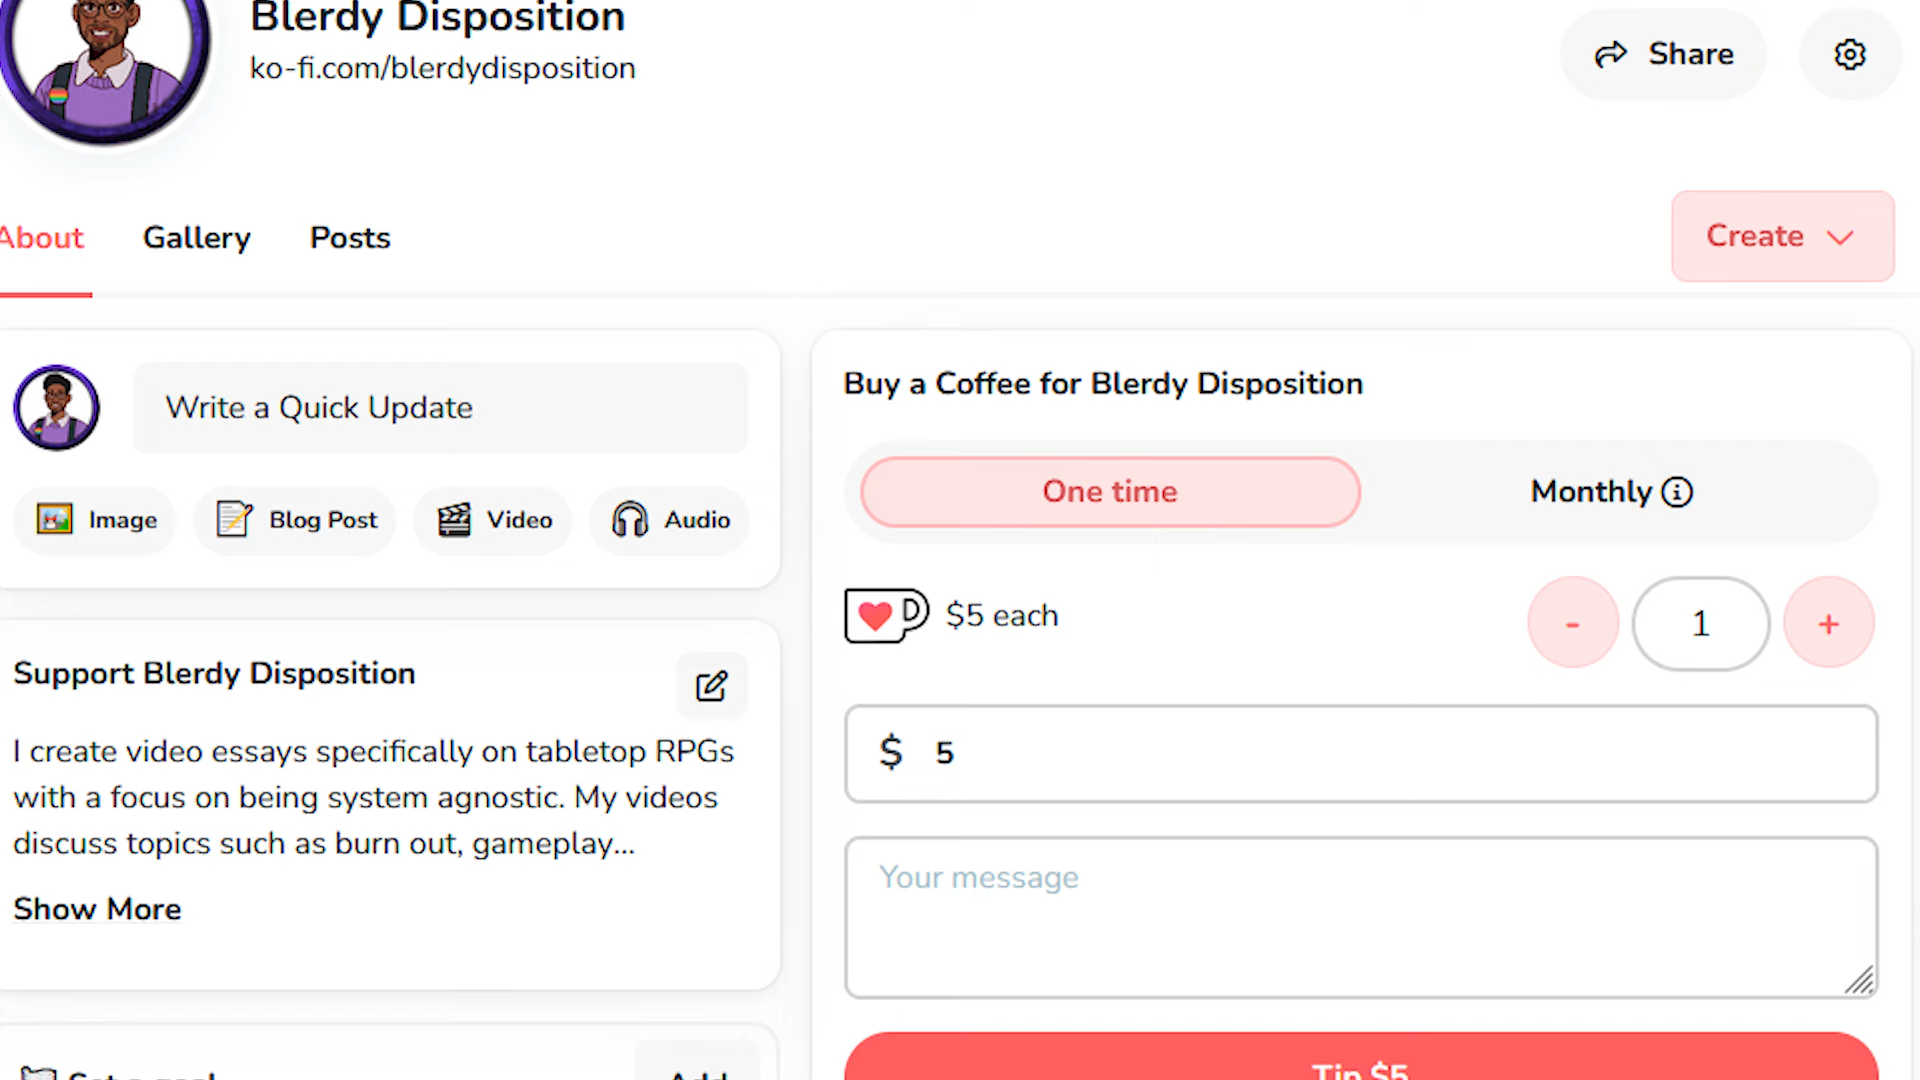 Blerdy Disposition
ko-fi.com/blerdydisposition
Share
About
Gallery
Posts
Create
Write a Quick Update
Image
Blog Post
Video
Audio
Support Blerdy Disposition
I create video essays specifically on tabletop RPGs
with a focus on being system agnostic. My videos
discuss topics such as burn out, gameplay...
Show More
Set a goal
Add
Buy a Coffee for Blerdy Disposition
One time
Monthly
$5 each
-
1
+
$ 5
Your message
Tip $5